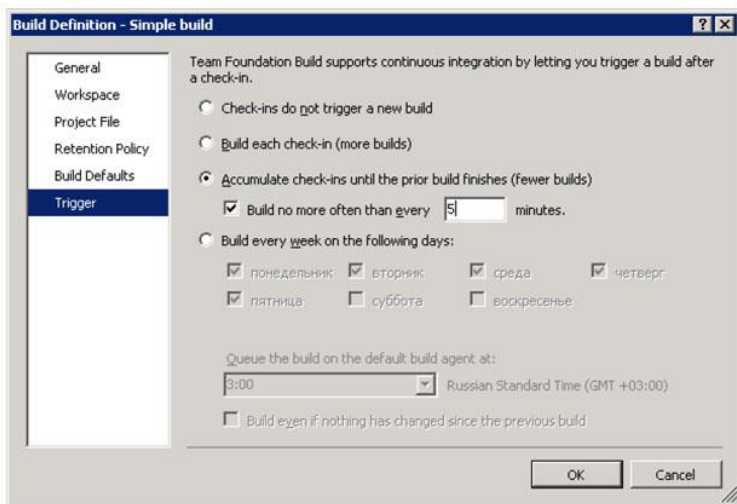 Build Definition - Simple build
General
Workspace
Project File
Retention Policy
Build Defaults
Trigger
Team Foundation Build supports continuous integration by letting you trigger a build after
a check-in.
Check-ins do not trigger a new build
Build each check-in (more builds)
Accumulate check-ins until the prior build finishes (fewer builds)
Build no more often than every 5 minutes.
Build every week on the following days:
понедельник вторник среда четверг
пятница суббота воскресенье
Queue the build on the default build agent at:
3:00 Russian Standard Time (GMT +03:00)
Build even if nothing has changed since the previous build
OK Cancel